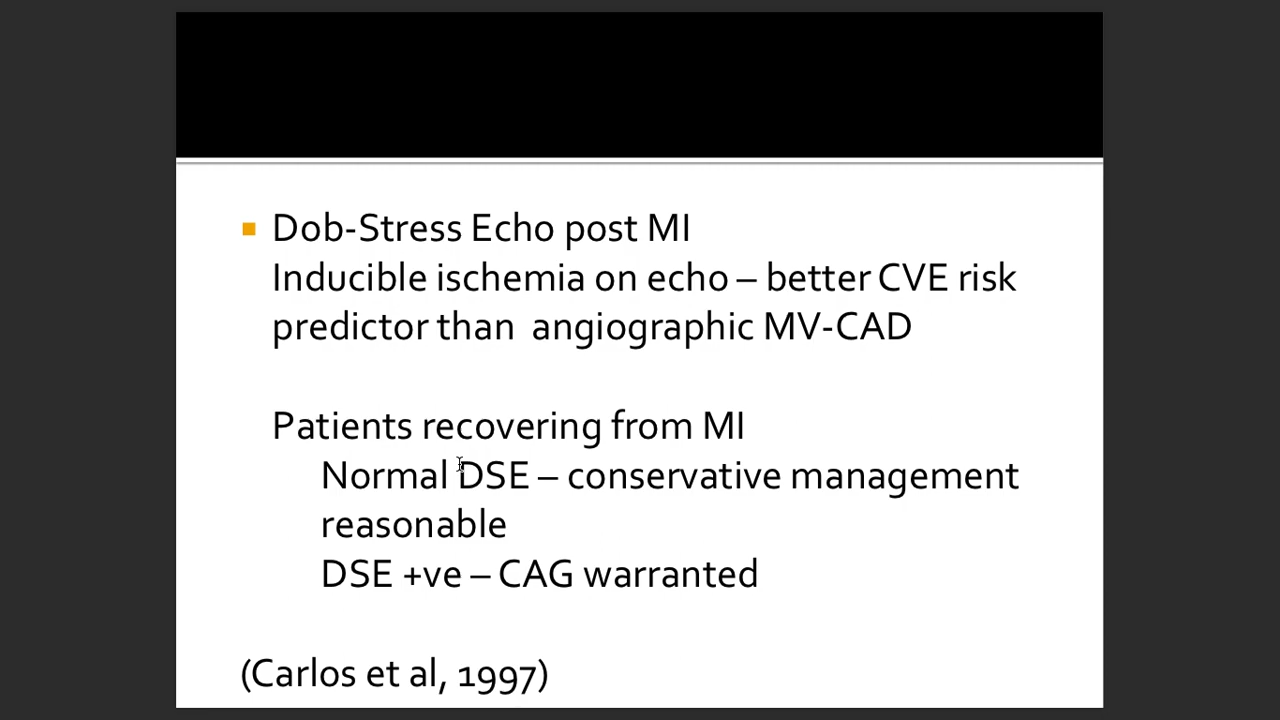 Dob-Stress Echo post MI
Inducible ischemia on echo – better CVE risk
predictor than angiographic MV-CAD
Patients recovering from MI
Normal DSE – conservative management
reasonable
DSE +ve – CAG warranted
(Carlos et al, 1997)